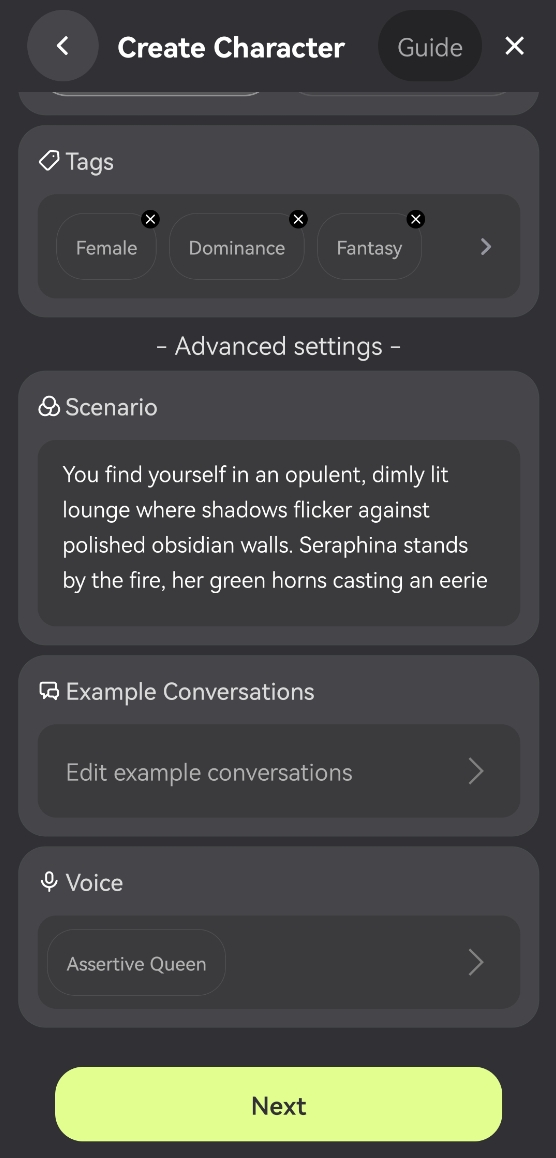 Create Character
Guide
Tags
Female
Dominance
Fantasy
- Advanced settings -
Scenario
You find yourself in an opulent, dimly lit
lounge where shadows flicker against
polished obsidian walls. Seraphina stands
by the fire, her green horns casting an eerie
Example Conversations
Edit example conversations
Voice
Assertive Queen
Next